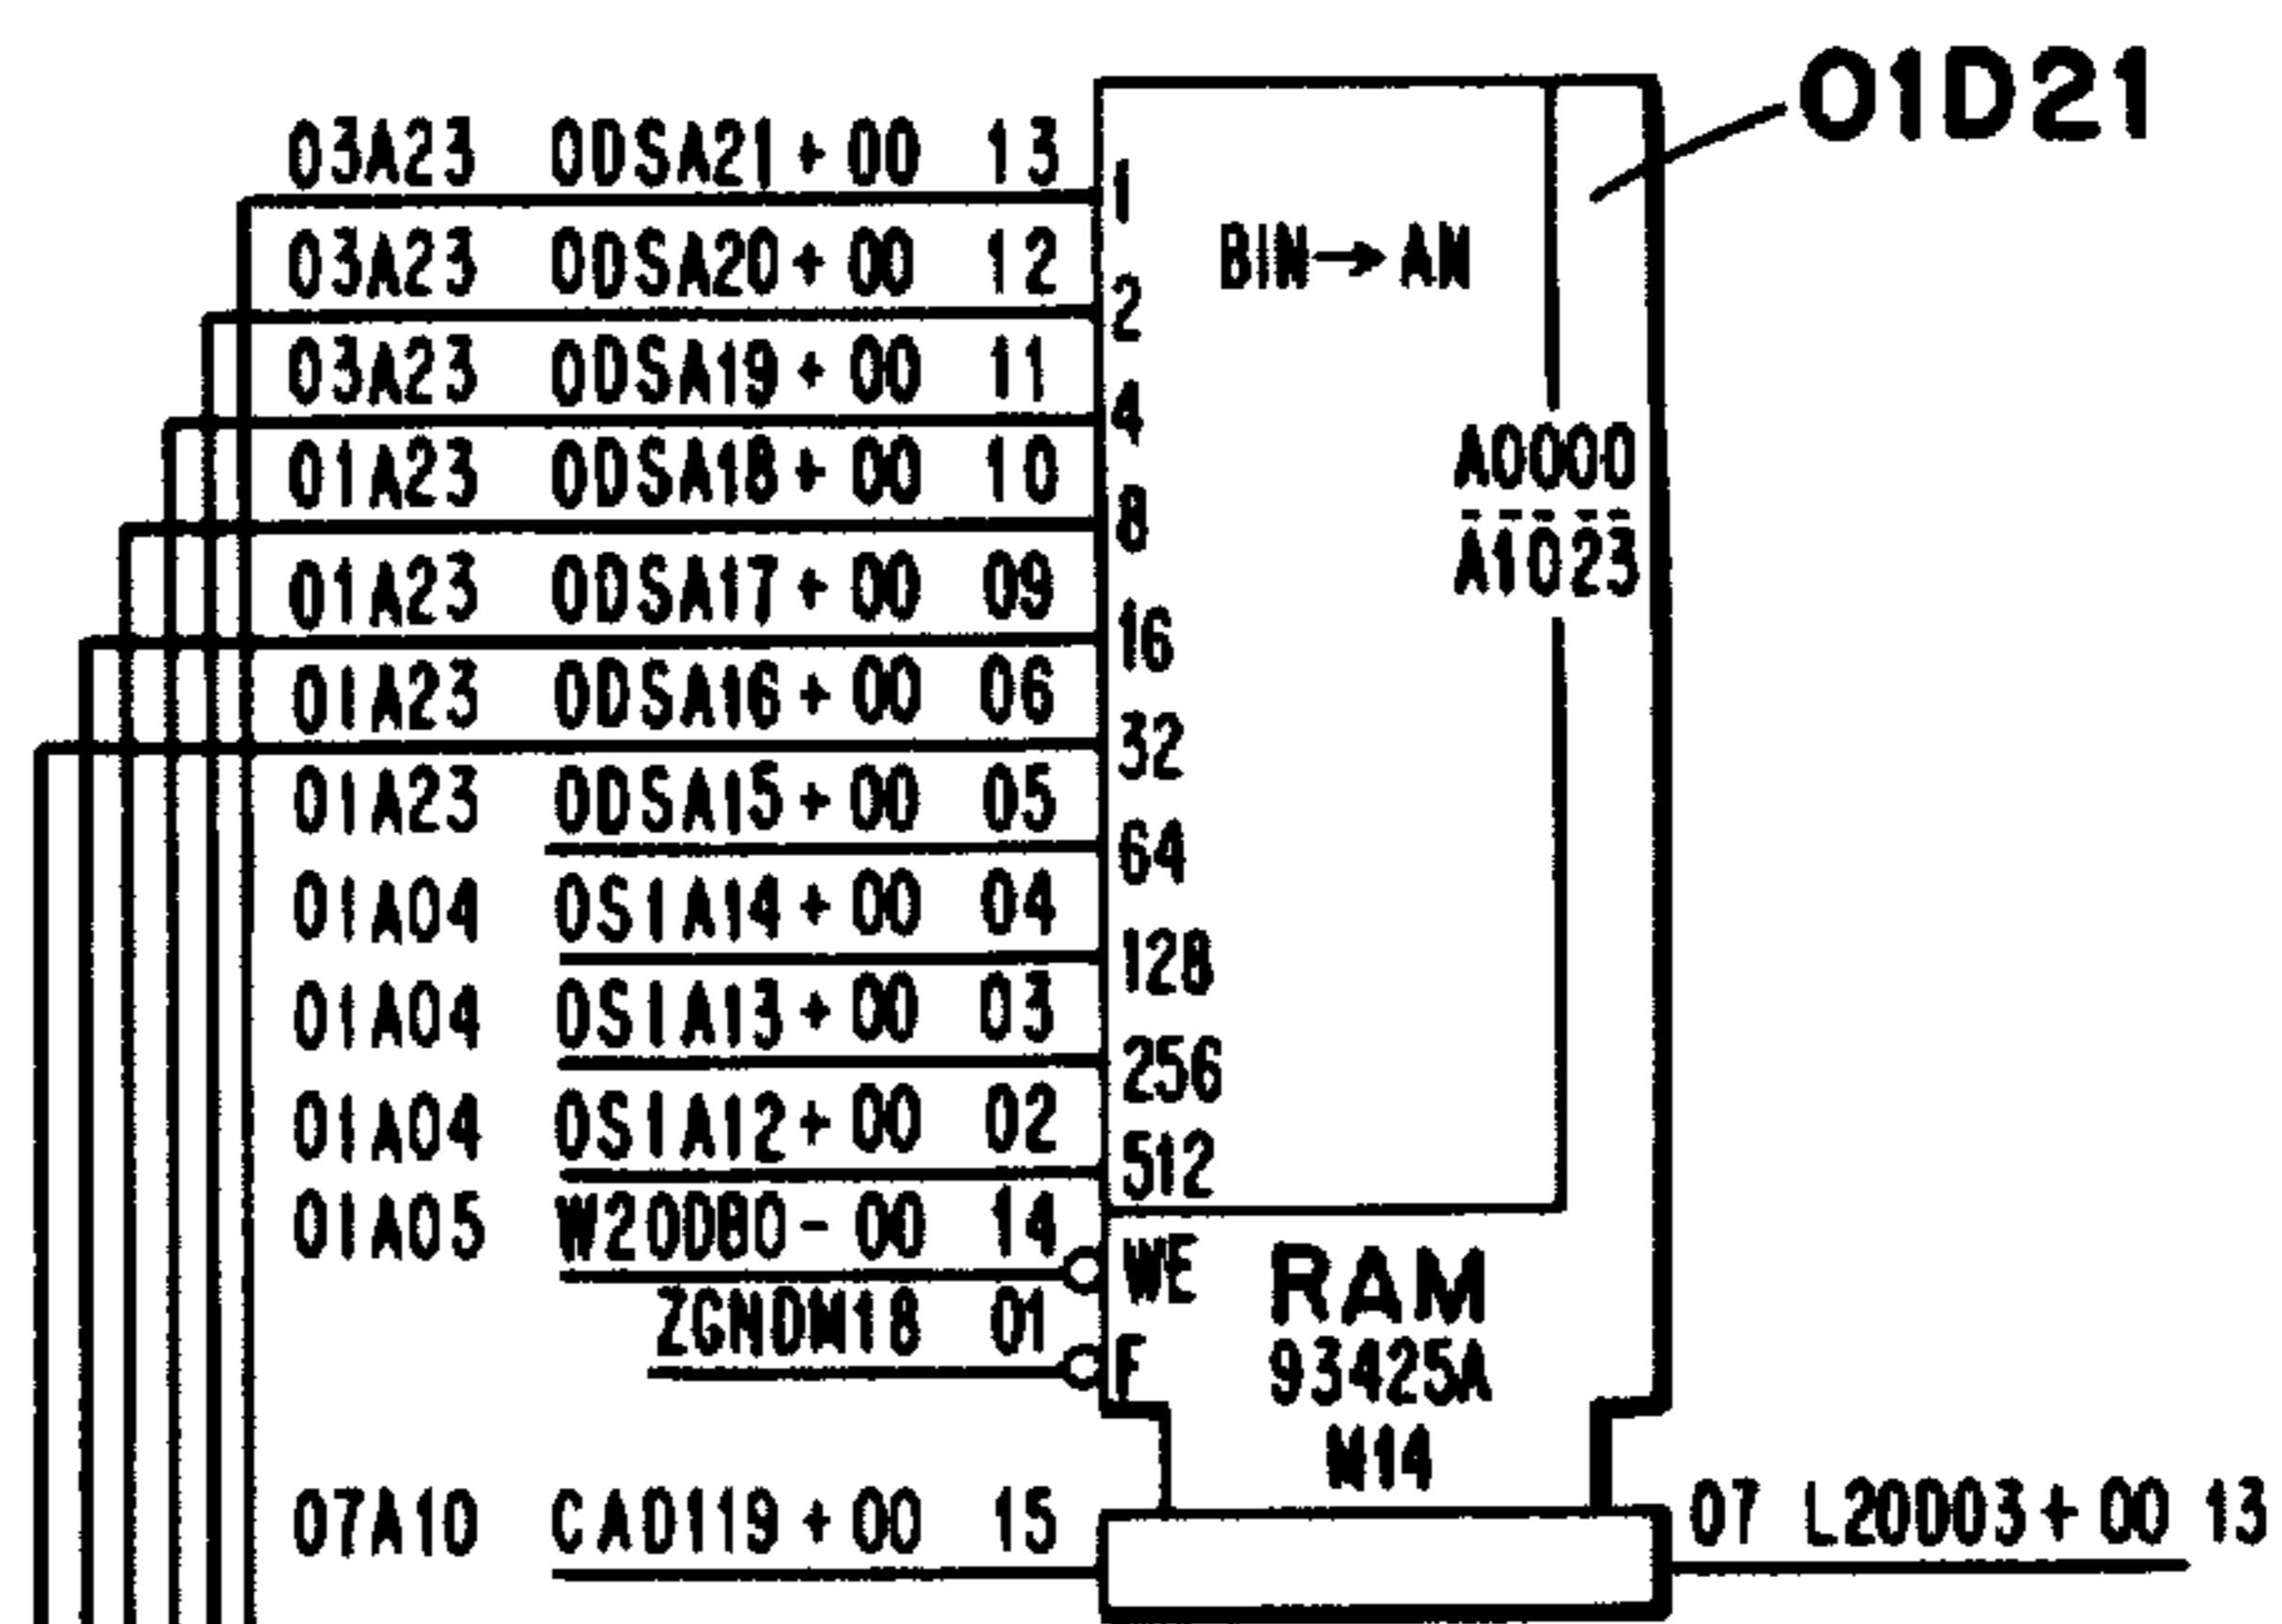 01D21
03A23 ODSA21+00 13 1
BIN→AN
03A23 ODSA20+00 12 2
03A23 ODSA19+00 11 4
A0000
01A23 ODSA18+00 10 8
A1023
01A23 ODSA17+00 09 16
01A23 ODSA16+00 06 32
01A23 ODSA15+00 05 64
01A04 OS1A14+00 04 128
01A04 OS1A13+00 03 256
01A04 OS1A12+00 02 512
01A05 W20DB0-00 14 WE
RAM
ZGNDM18 01 F
93425A
M14
07A10 CAD119+00 15
07 L20D03+00 13